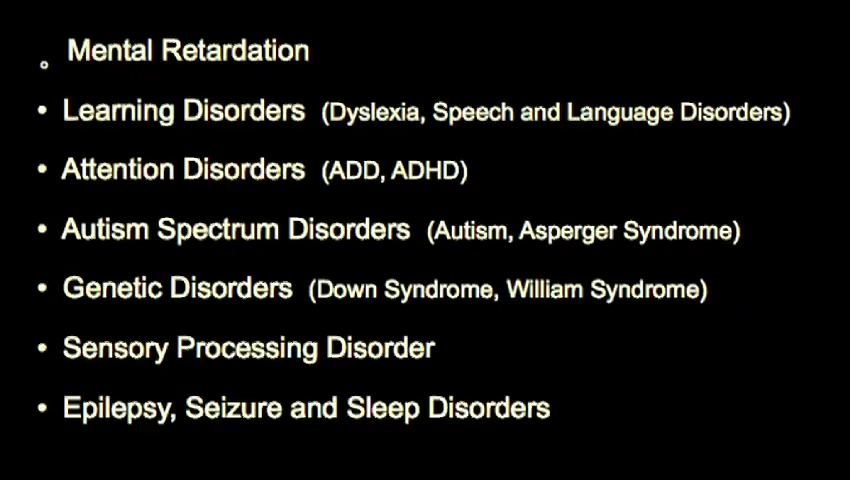 。 Mental Retardation
• Learning Disorders (Dyslexia, Speech and Language Disorders)
• Attention Disorders (ADD, ADHD)
• Autism Spectrum Disorders (Autism, Asperger Syndrome)
• Genetic Disorders (Down Syndrome, William Syndrome)
• Sensory Processing Disorder
• Epilepsy, Seizure and Sleep Disorders